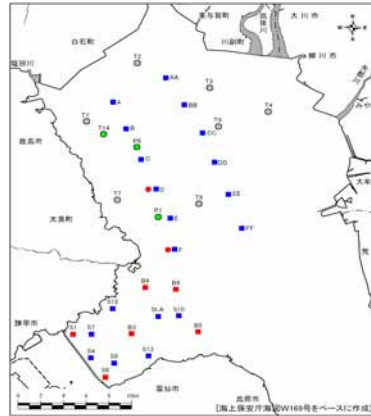 東与賀町
大川市
白石町
川副町
筑後川
柳川市
塩田川
T2
AA
T3
A
BB
T4
TY
T14
B
T5
CC
P6
鹿島市
C
DD
D
EE
T7
T8
太良町
P7
E
FF
F
B4
S10
SLA
諫早市
S1
S7
B3
B5
S4
S8
S13
S6
雲仙市
島原市
[海上保安庁海図W169号をベースに作成]